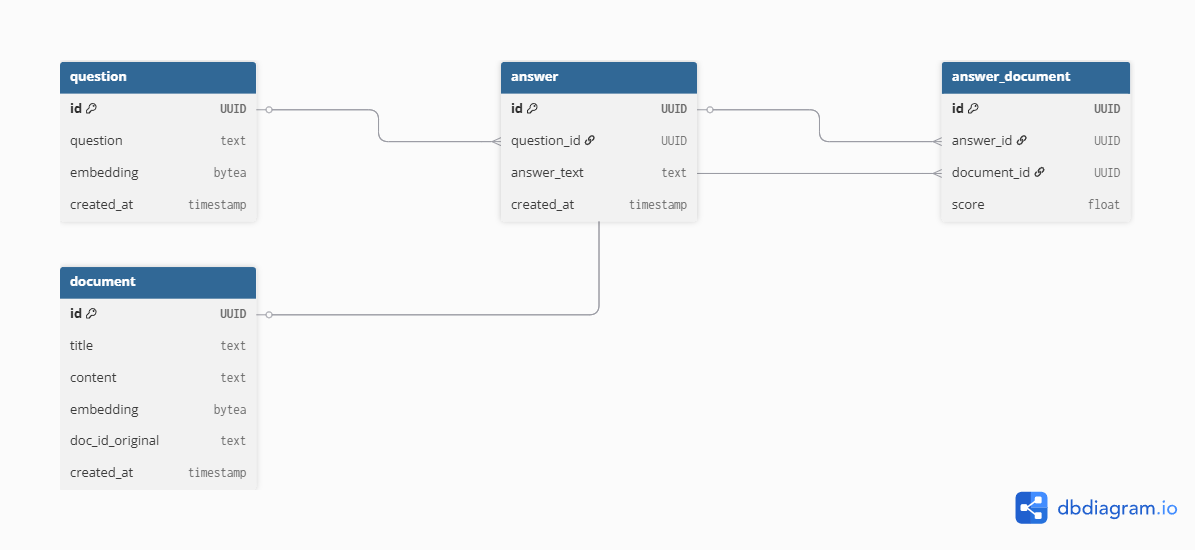 question
id UUID
question text
embedding bytea
created_at timestamp
answer
id UUID
question_id UUID
answer_text text
created_at timestamp
answer_document
id UUID
answer_id UUID
document_id UUID
score float
document
id UUID
title text
content text
embedding bytea
doc_id_original text
created_at timestamp
dbdiagram.io